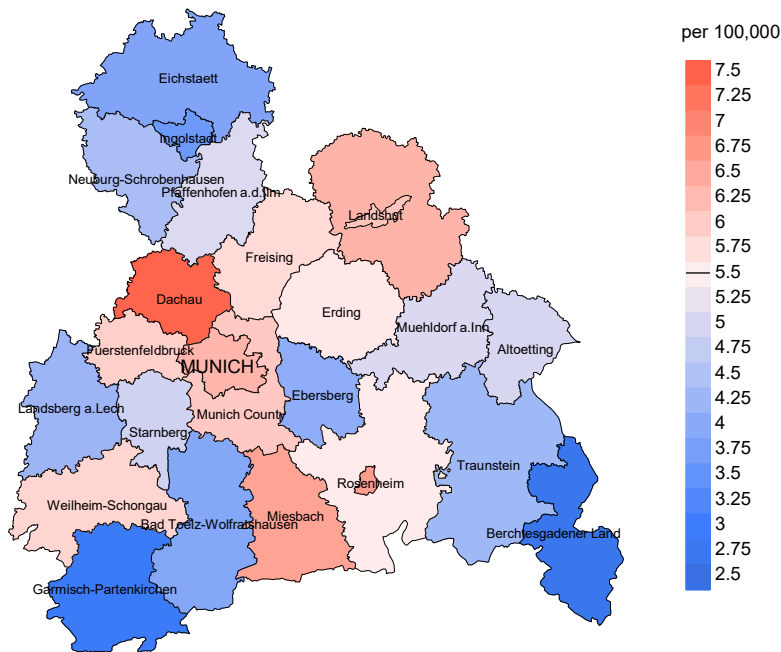 per 100,000
7.5
7.25
7
6.75
6.5
6.25
6
5.75
5.5
5.25
5
4.75
4.5
4.25
4
3.75
3.5
3.25
3
2.75
2.5
Eichstaett
Ingolstadt
Neuburg-Schrobenhausen
Pfaffenhofen a.d.Ilm
Landshut
Freising
Dachau
Erding
Muehldorf a.Inn
Altoetting
Fuerstenfeldbruck
MUNICH
Ebersberg
Landsberg a.Lech
Munich County
Starnberg
Traunstein
Rosenheim
Weilheim-Schongau
Miesbach
Bad Toelz-Wolfratshausen
Berchtesgadener Land
Garmisch-Partenkirchen